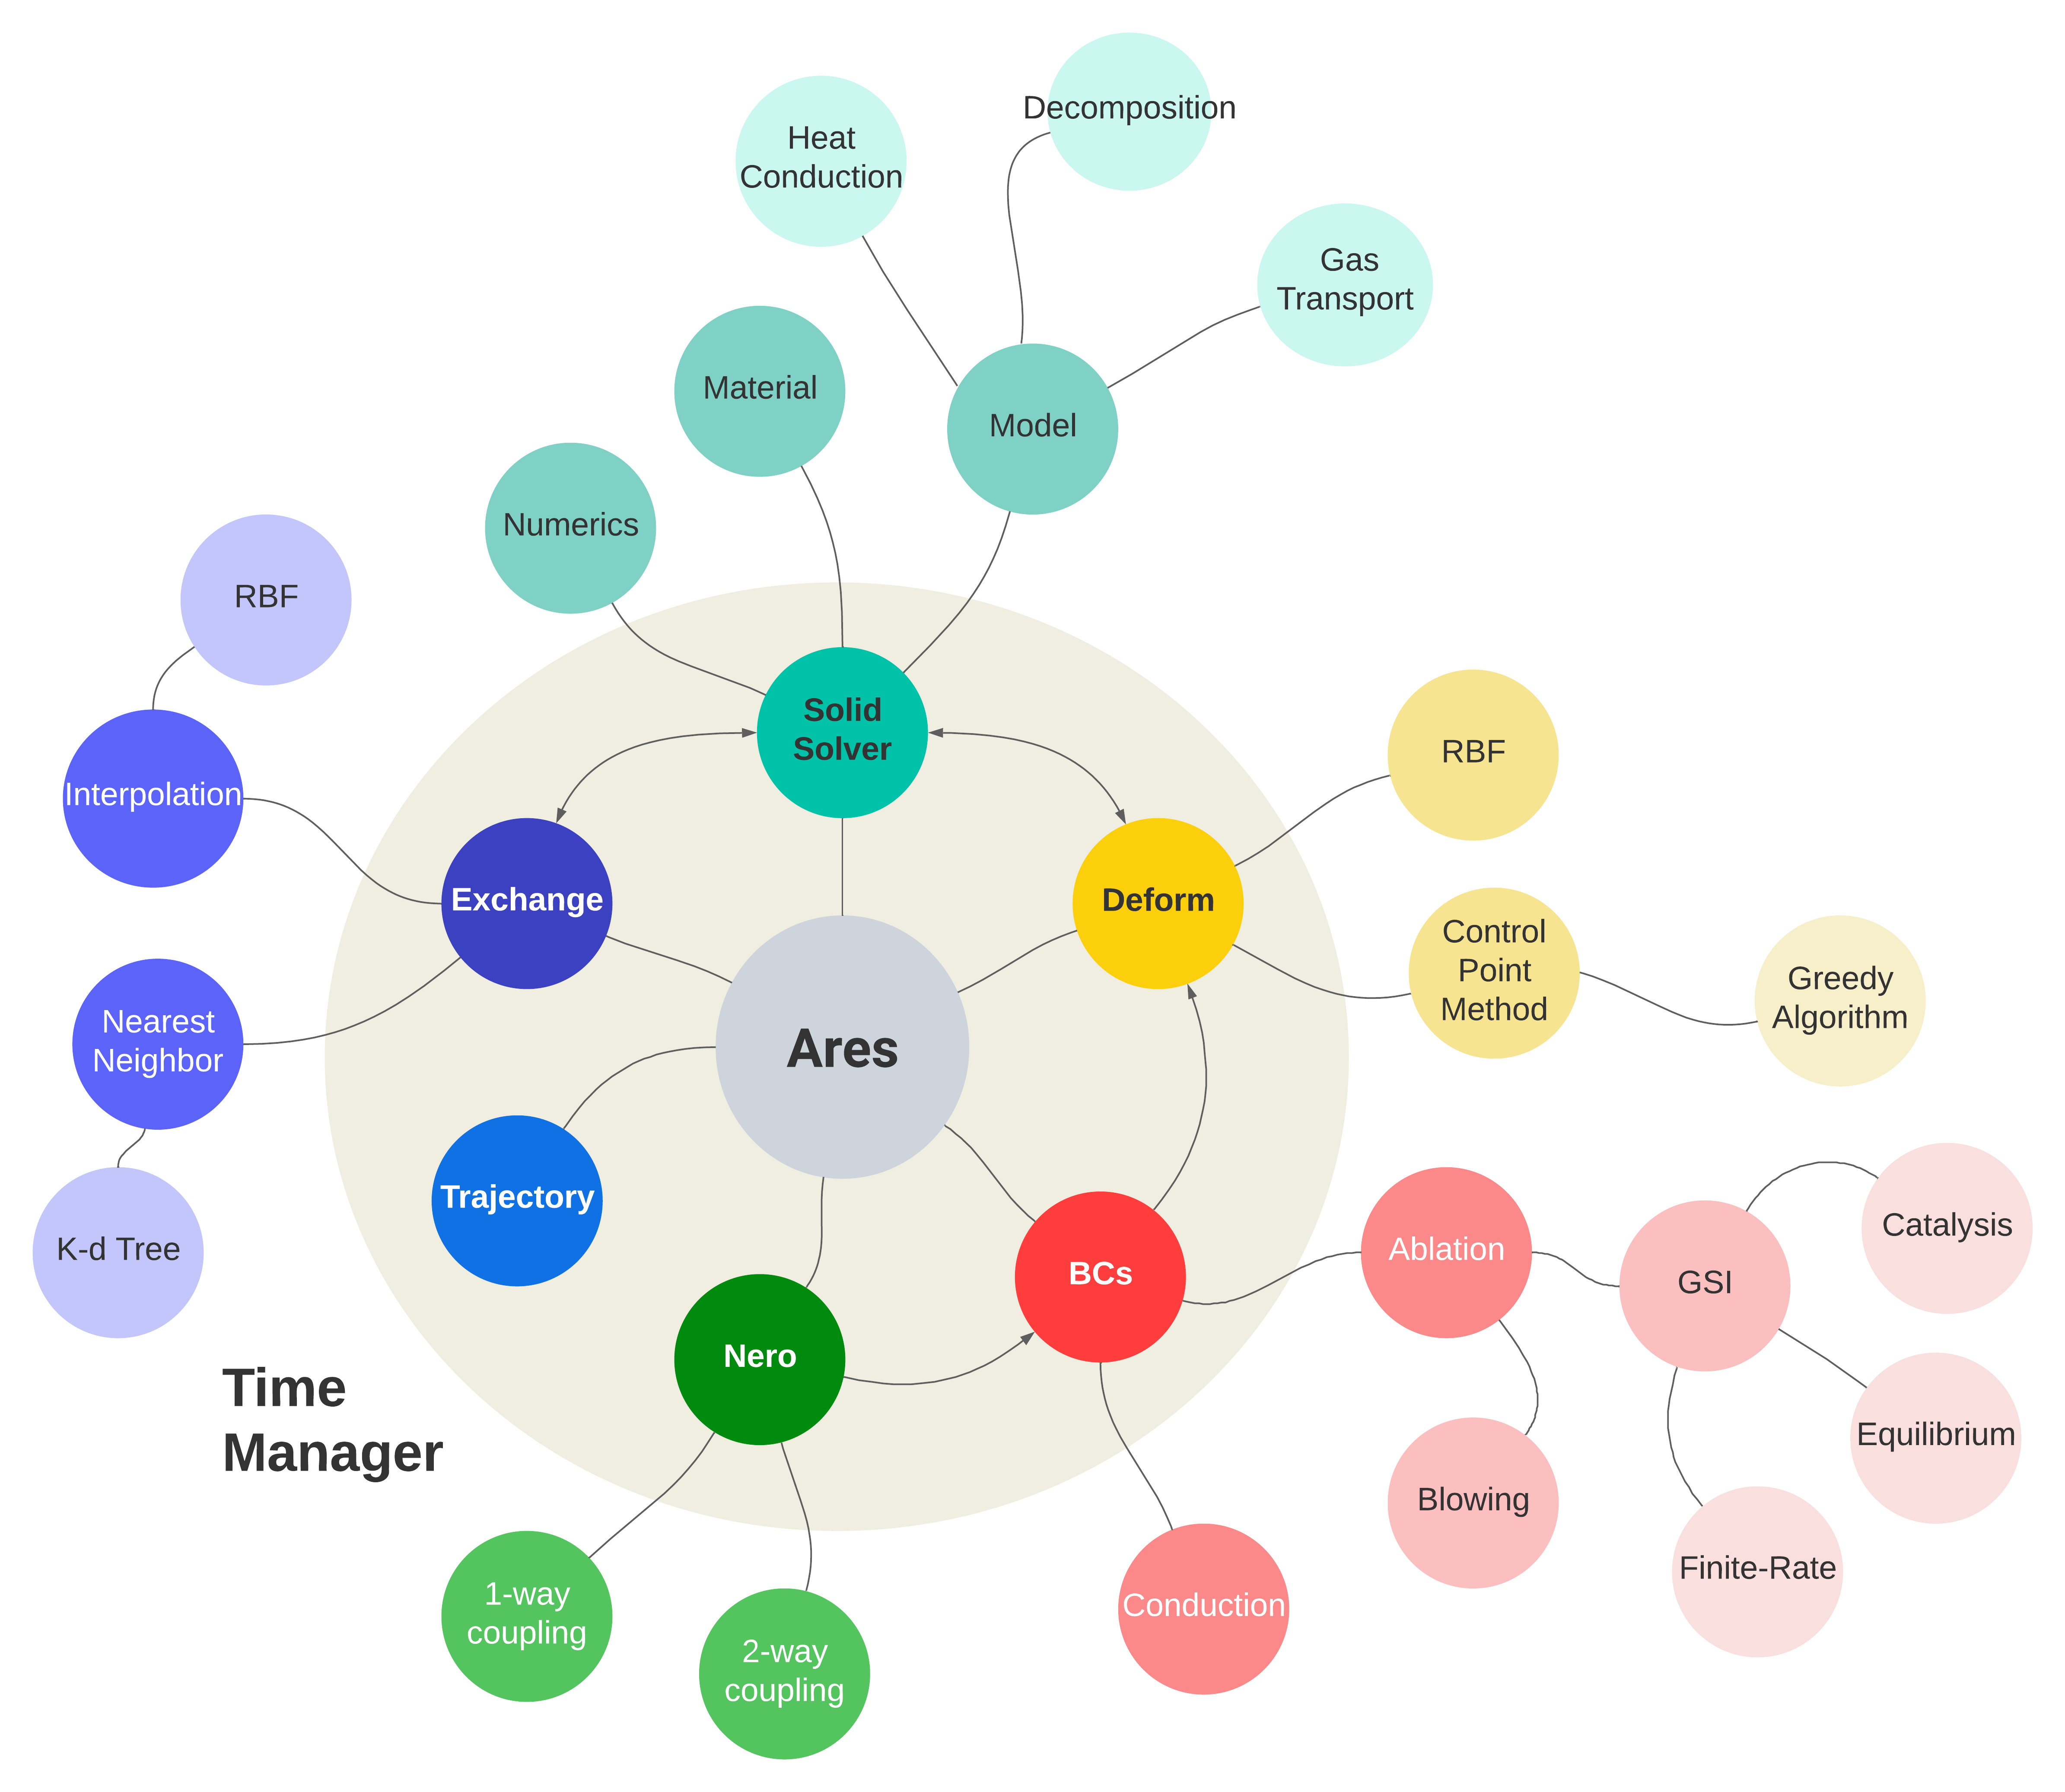 Decomposition
Heat
Conduction
Gas
Transport
Material
Model
Numerics
RBF
Solid
Solver
RBF
Interpolation
Exchange
Deform
Control
Point
Method
Greedy
Algorithm
Nearest
Neighbor
Ares
Trajectory
K-d Tree
BCs
Ablation
GSI
Catalysis
Nero
Time
Manager
Equilibrium
Blowing
Finite-Rate
1-way
coupling
Conduction
2-way
coupling